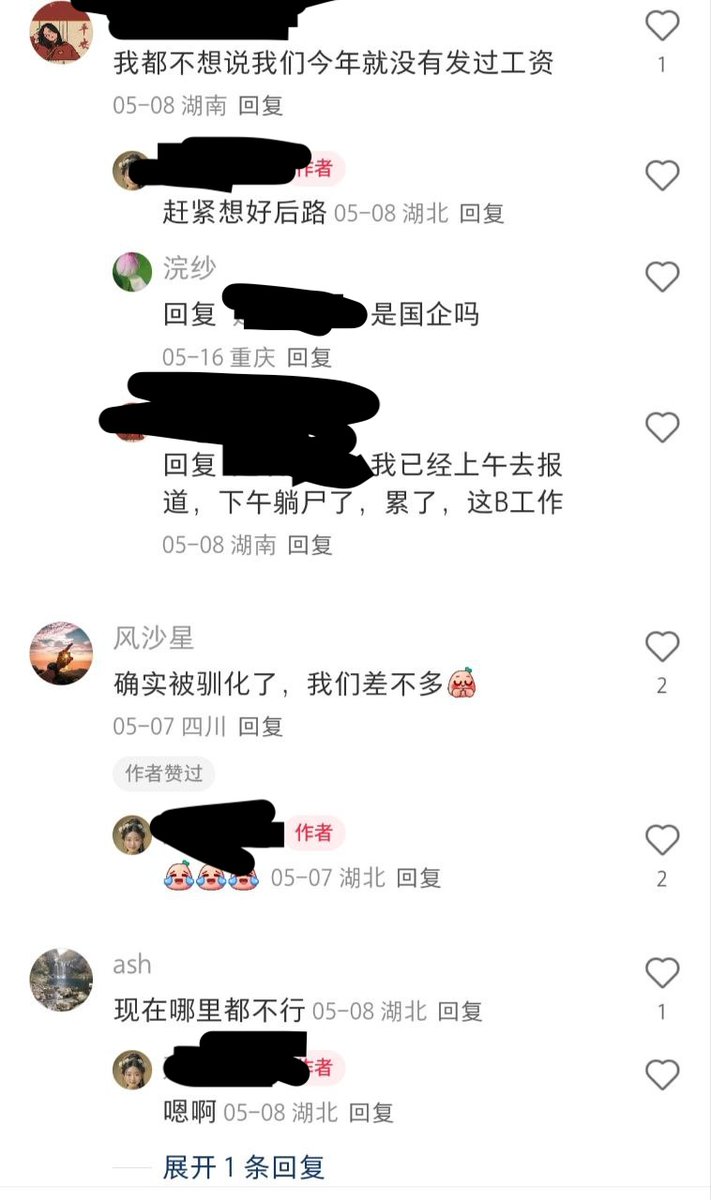 我都不想说我们今年就没有发过工资
1
05-08 湖南 回复
作者
赶紧想好后路 05-08 湖北 回复
浣纱
回复 是国企吗
05-16 重庆 回复
回复 我已经上午去报
道，下午躺尸了，累了，这B工作
05-08 湖南 回复
风沙星
确实被驯化了，我们差不多
2
05-07 四川 回复
作者赞过
作者
05-07 湖北 回复
2
ash
现在哪里都不行 05-08 湖北 回复
1
作者
嗯啊 05-08 湖北 回复
展开 1 条回复